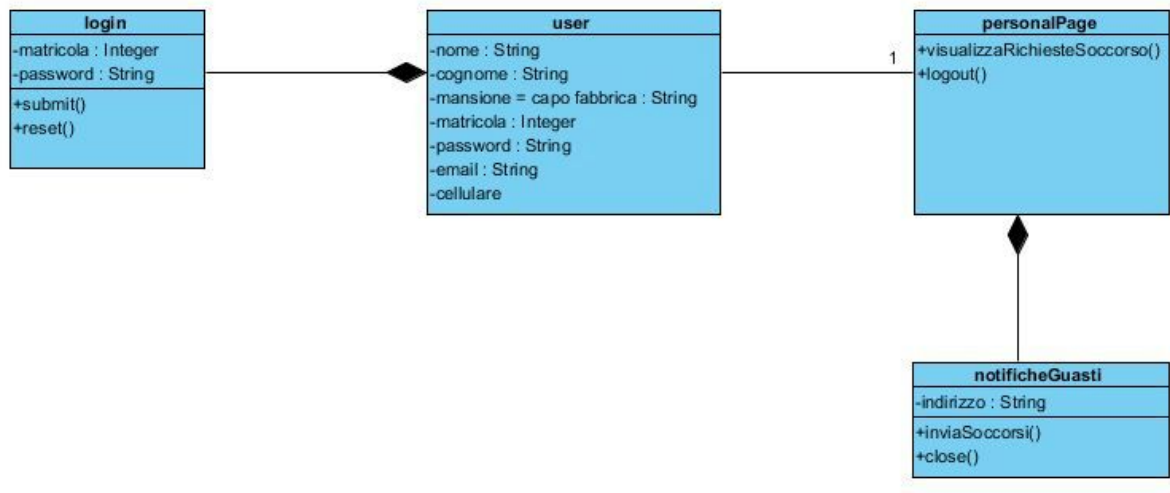 login
-matricola : Integer
-password : String
+submit()
+reset()
user
-nome : String
-cognome : String
-mansione = capo fabbrica : String
-matricola : Integer
-password : String
-email : String
-cellulare
1
personalPage
+visualizzaRichiesteSoccorso()
+logout()
notificheGuasti
-indirizzo : String
+inviaSoccorsi()
+close()